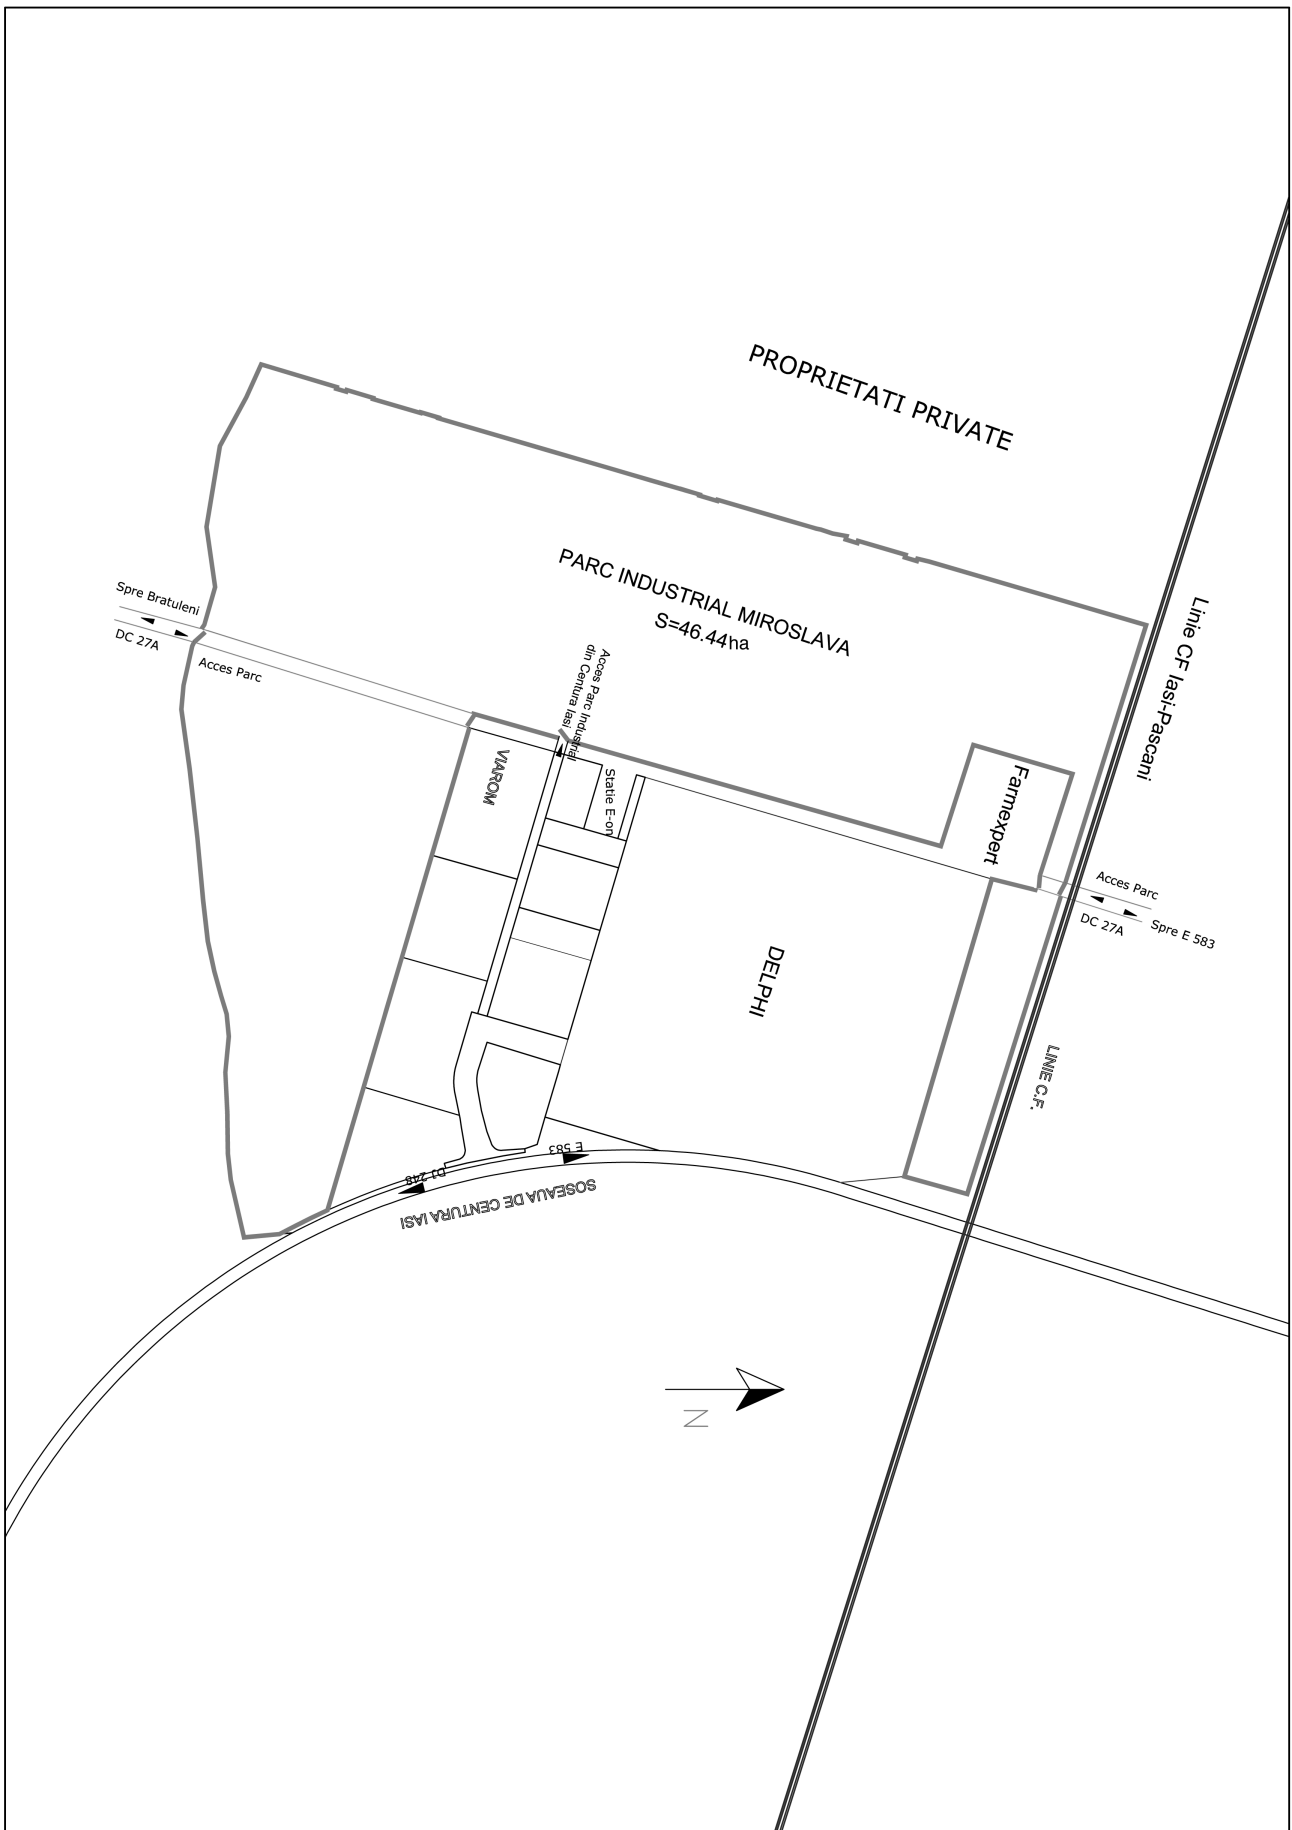 PROPRIETATI PRIVATE
PARC INDUSTRIAL MIROSLAVA
S=46.44ha
Linie CF Iasi-Pascani
Spre Bratuleni
DC 27A
Acces Parc
Acces Parc Industrial
din Centura Iasi
VIAROM
Statie E-on
Farmexpert
Acces Parc
DC 27A
Spre E 583
DELPHI
LINIE C.F.
E 583
DJ 248
SOSEAUA DE CENTURA IASI
N